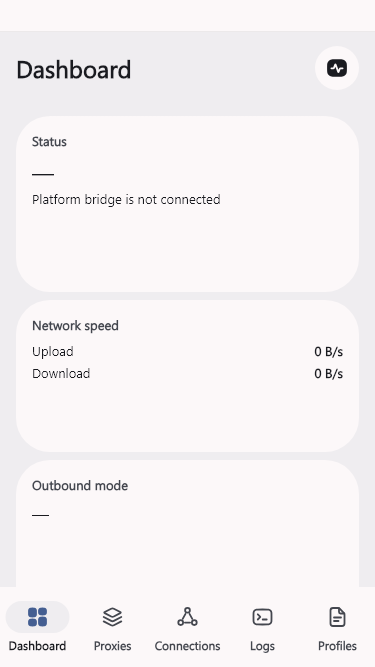 Dashboard
Status
—
Platform bridge is not connected
Network speed
Upload 0 B/s
Download 0 B/s
Outbound mode
—
Dashboard Proxies Connections Logs Profiles